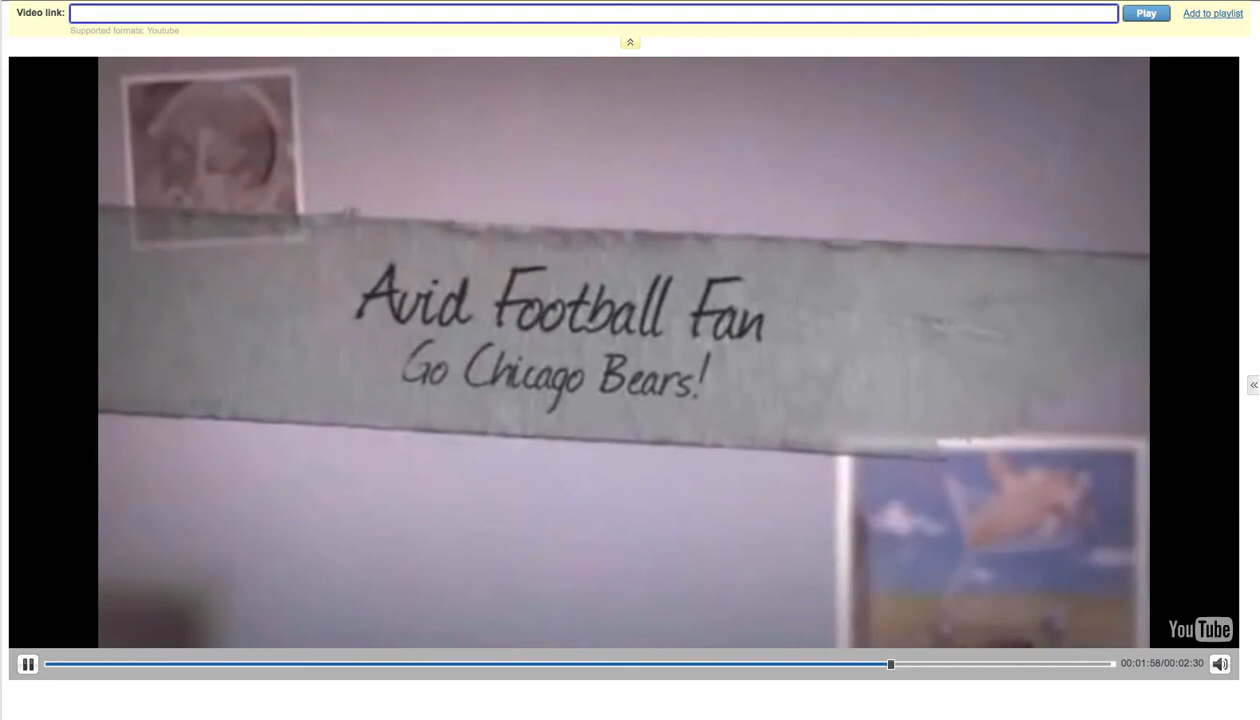 Video link:
Play
Add to playlist
Supported formats: Youtube
Avid Football Fan
Go Chicago Bears!
YouTube
00:01:58/00:02:30